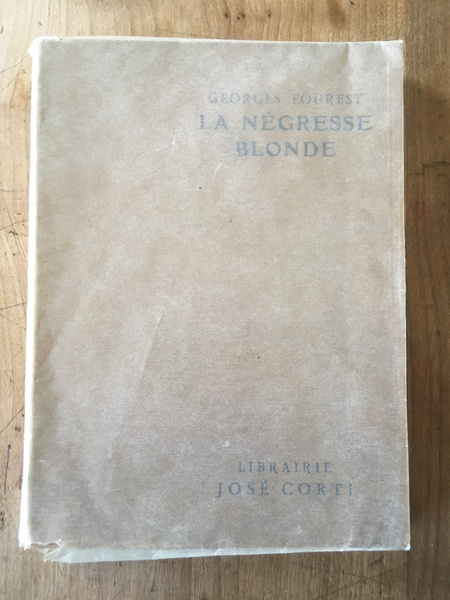 GEORGES FOUREST
LA NÉGRESSE
BLONDE
LIBRAIRIE
JOSÉ CORTI